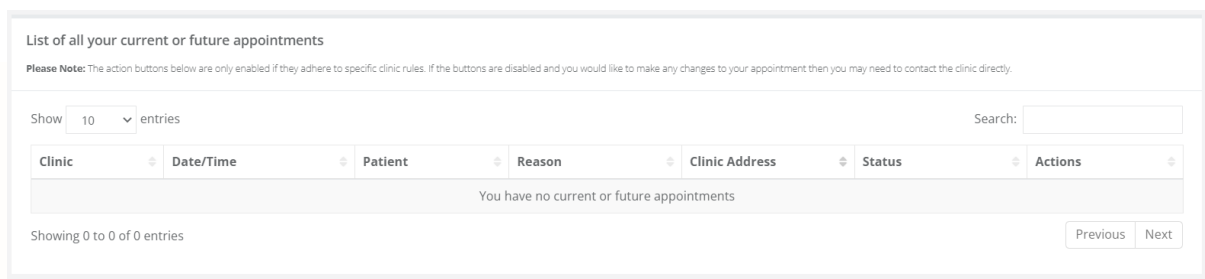 List of all your current or future appointments
Please Note: The action buttons below are only enabled if they adhere to specific clinic rules. If the buttons are disabled and you would like to make any changes to your appointment then you may need to contact the clinic directly.
Show 10 entries Search:
Clinic Date/Time Patient Reason Clinic Address Status Actions
You have no current or future appointments
Showing 0 to 0 of 0 entries Previous Next